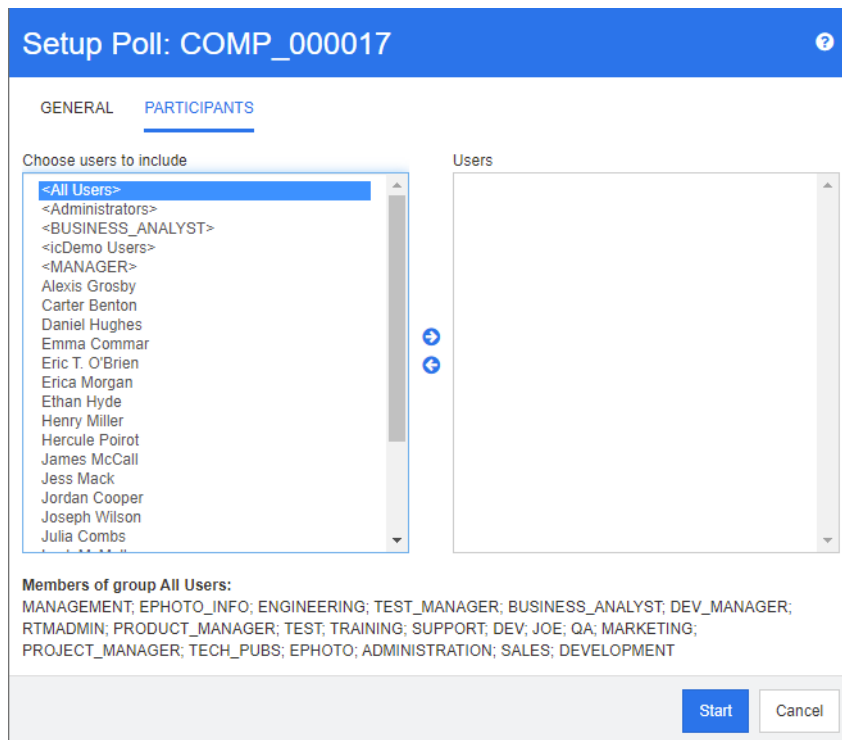 Setup Poll: COMP_000017
?
GENERAL PARTICIPANTS
Choose users to include
<All Users>
<Administrators>
<BUSINESS_ANALYST>
<icDemo Users>
<MANAGER>
Alexis Grosby
Carter Benton
Daniel Hughes
Emma Commar
Eric T. O'Brien
Erica Morgan
Ethan Hyde
Henry Miller
Hercule Poirot
James McCall
Jess Mack
Jordan Cooper
Joseph Wilson
Julia Combs
Users
Members of group All Users:
MANAGEMENT; EPHOTO_INFO; ENGINEERING; TEST_MANAGER; BUSINESS_ANALYST; DEV_MANAGER;
RTMADMIN; PRODUCT_MANAGER; TEST; TRAINING; SUPPORT; DEV; JOE; QA; MARKETING;
PROJECT_MANAGER; TECH_PUBS; EPHOTO; ADMINISTRATION; SALES; DEVELOPMENT
Start Cancel